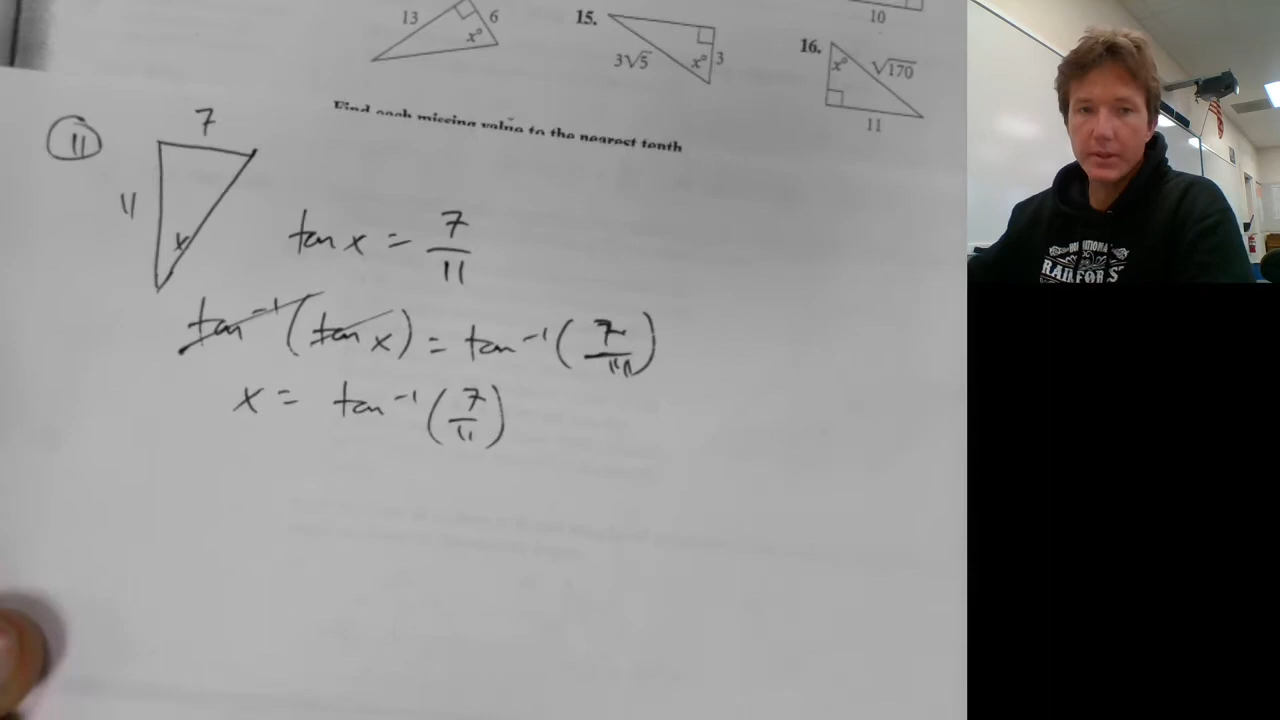 10
13
6
x°
15.
3√5
x°
3
16.
x°
√170
11
Find each missing value to the nearest tenth
11
7
11
x
tan x = 7/11
tan⁻¹(tan x) = tan⁻¹(7/11)
x = tan⁻¹(7/11)
RAINFOREST